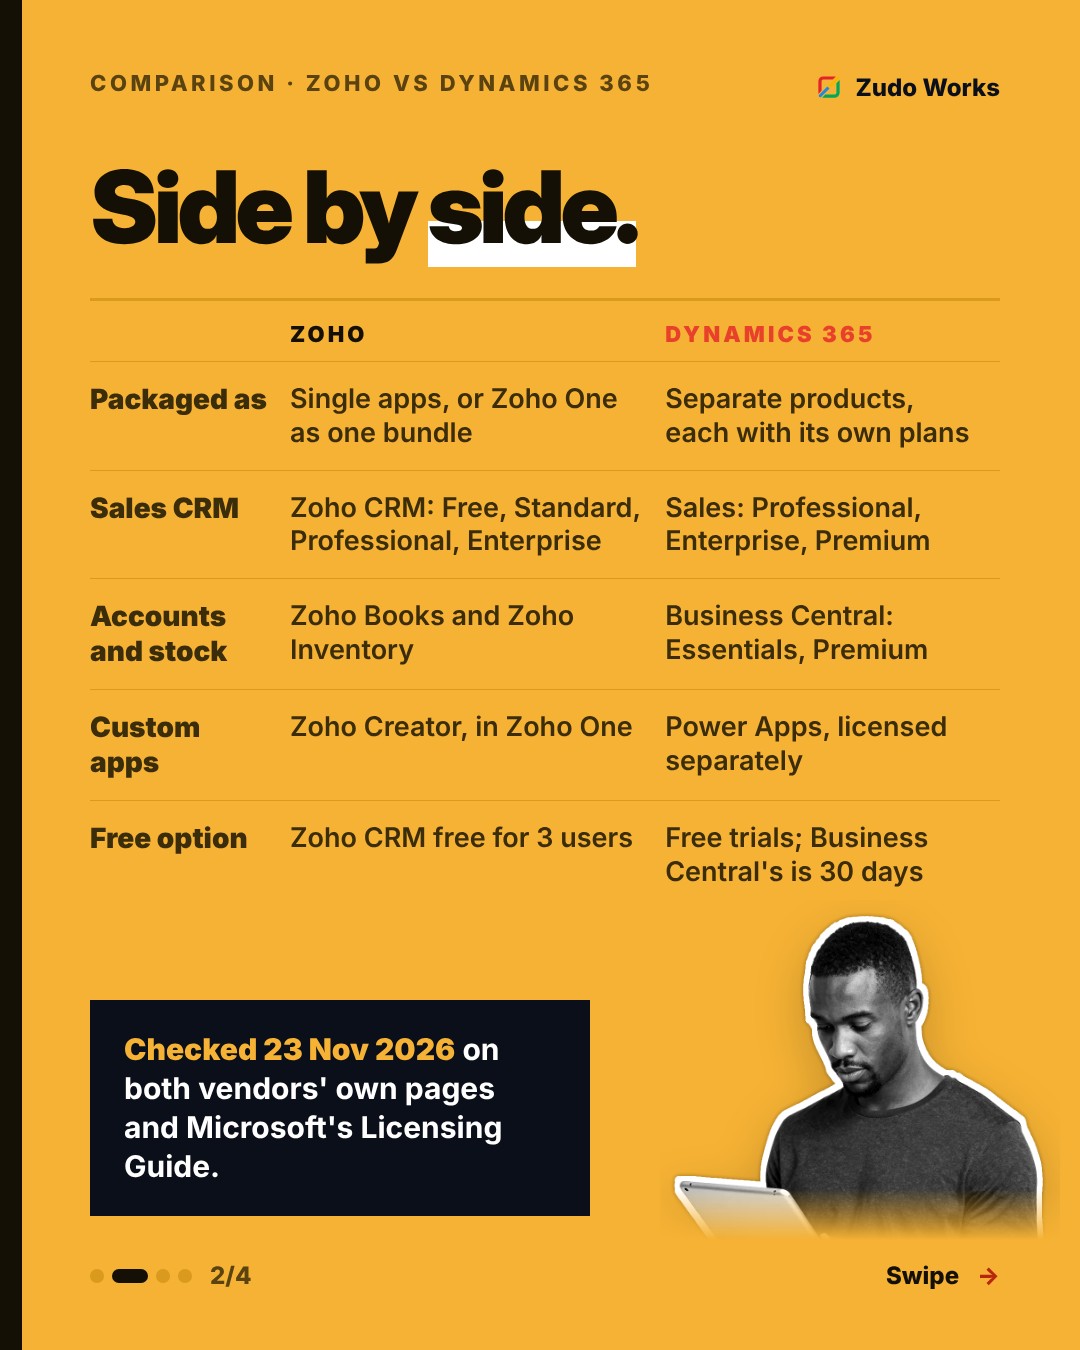 COMPARISON · ZOHO VS DYNAMICS 365
Zudo Works
Side by side.
ZOHO
DYNAMICS 365
Packaged as
Single apps, or Zoho One
as one bundle
Separate products,
each with its own plans
Sales CRM
Zoho CRM: Free, Standard,
Professional, Enterprise
Sales: Professional,
Enterprise, Premium
Accounts
and stock
Zoho Books and Zoho
Inventory
Business Central:
Essentials, Premium
Custom
apps
Zoho Creator, in Zoho One
Power Apps, licensed
separately
Free option
Zoho CRM free for 3 users
Free trials; Business
Central's is 30 days
Checked 23 Nov 2026 on
both vendors' own pages
and Microsoft's Licensing
Guide.
2/4
Swipe →